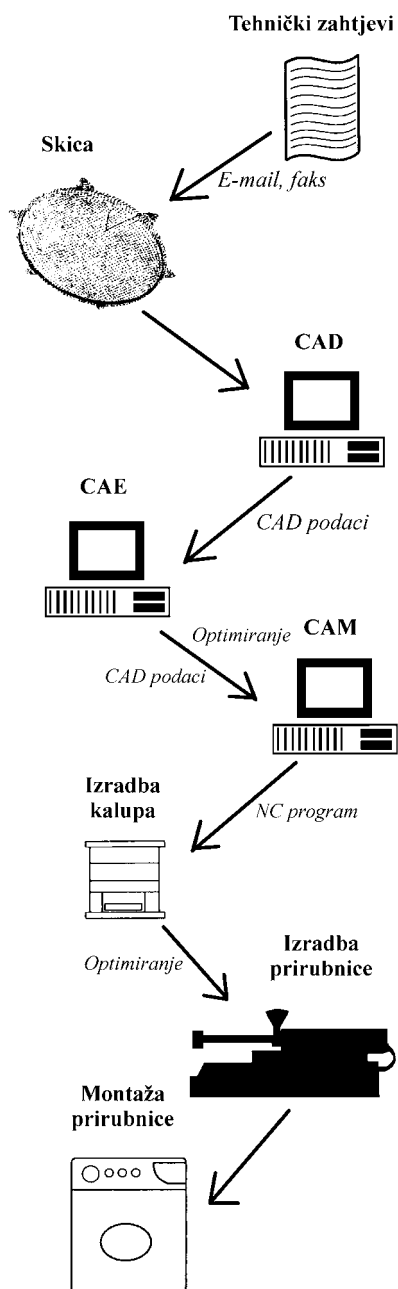 Tehnički zahtjevi
Skica
E-mail, faks
CAD
CAE
CAD podaci
Optimiranje
CAM
CAD podaci
Izradba
kalupa
NC program
Optimiranje
Izradba
prirubnice
Montaža
prirubnice